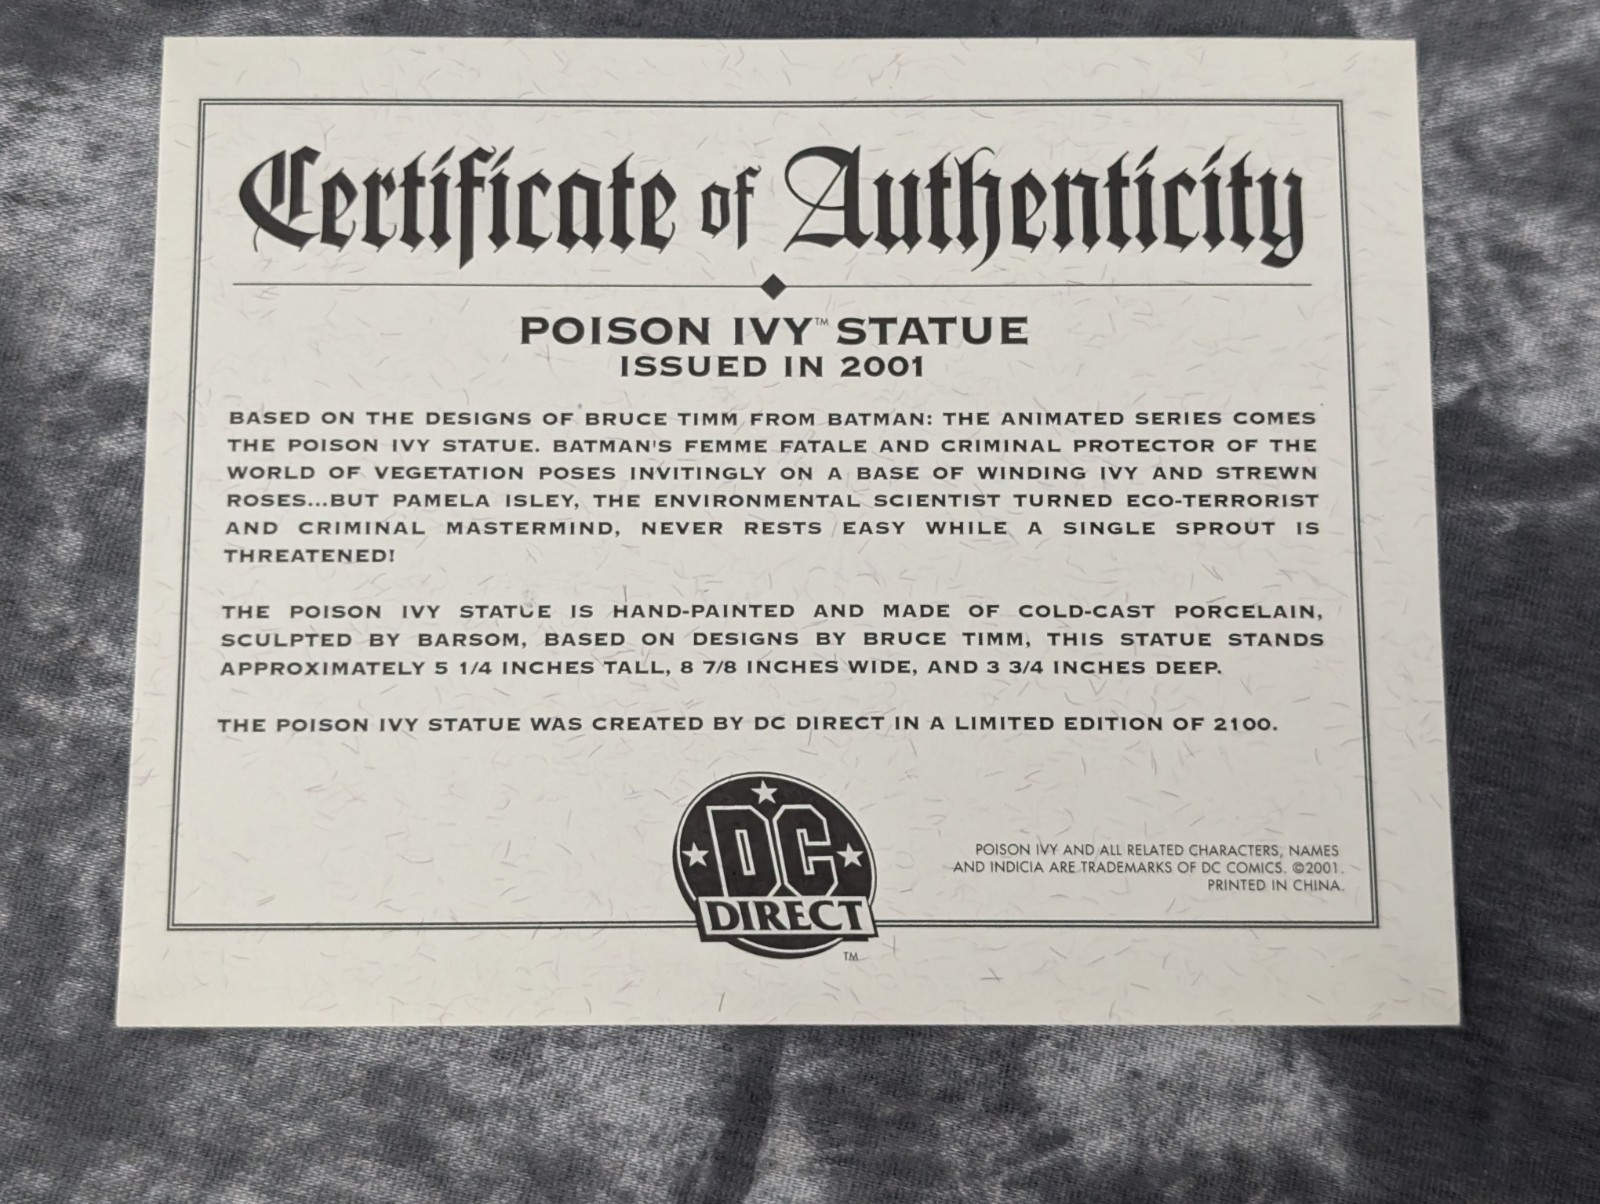 Certificate of Authenticity
POISON IVY™ STATUE
ISSUED IN 2001
BASED ON THE DESIGNS OF BRUCE TIMM FROM BATMAN: THE ANIMATED SERIES COMES
THE POISON IVY STATUE. BATMAN'S FEMME FATALE AND CRIMINAL PROTECTOR OF THE
WORLD OF VEGETATION POSES INVITINGLY ON A BASE OF WINDING IVY AND STREWN
ROSES...BUT PAMELA ISLEY, THE ENVIRONMENTAL SCIENTIST TURNED ECO-TERRORIST
AND CRIMINAL MASTERMIND, NEVER RESTS EASY WHILE A SINGLE SPROUT IS
THREATENED!
THE POISON IVY STATUE IS HAND-PAINTED AND MADE OF COLD-CAST PORCELAIN,
SCULPTED BY BARSOM, BASED ON DESIGNS BY BRUCE TIMM, THIS STATUE STANDS
APPROXIMATELY 5 1/4 INCHES TALL, 8 7/8 INCHES WIDE, AND 3 3/4 INCHES DEEP.
THE POISON IVY STATUE WAS CREATED BY DC DIRECT IN A LIMITED EDITION OF 2100.
DC
DIRECT
TM
POISON IVY AND ALL RELATED CHARACTERS, NAMES
AND INDICIA ARE TRADEMARKS OF DC COMICS. ©2001.
PRINTED IN CHINA.